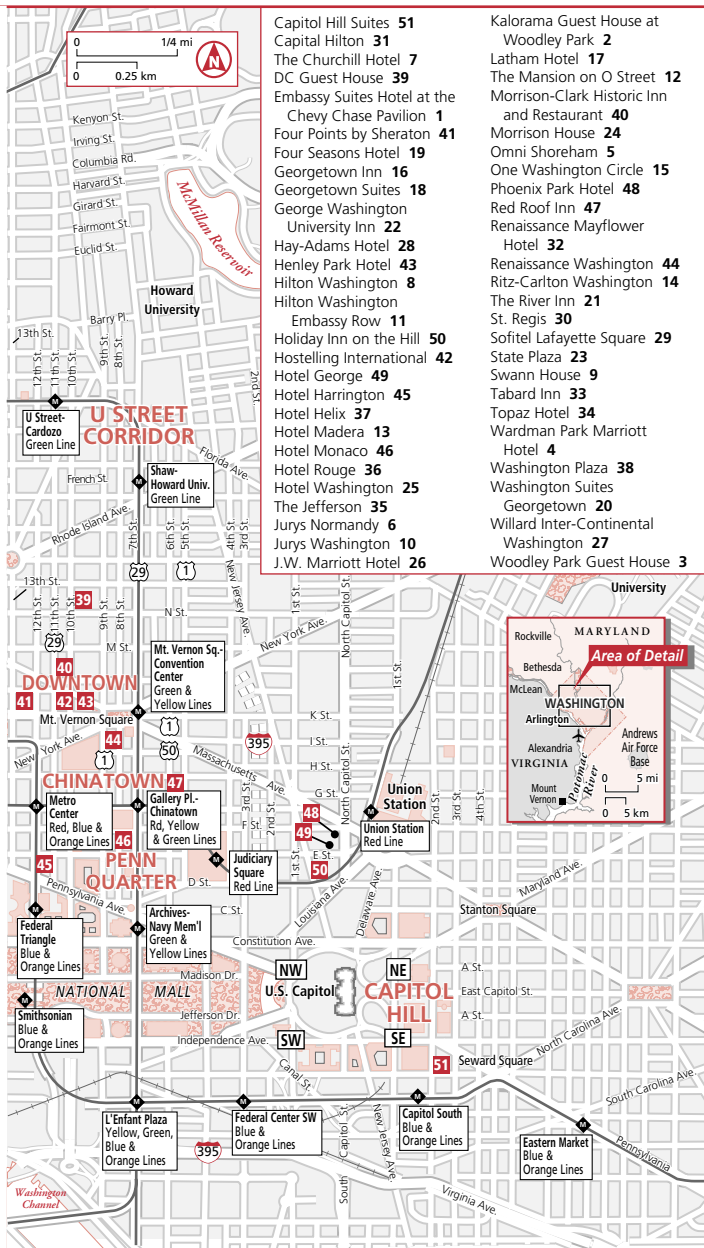 0 1/4 mi
0 0.25 km
N
Capitol Hill Suites 51
Capital Hilton 31
The Churchill Hotel 7
DC Guest House 39
Embassy Suites Hotel at the
Chevy Chase Pavilion 1
Four Points by Sheraton 41
Four Seasons Hotel 19
Georgetown Inn 16
Georgetown Suites 18
George Washington
University Inn 22
Hay-Adams Hotel 28
Henley Park Hotel 43
Hilton Washington 8
Hilton Washington
Embassy Row 11
Holiday Inn on the Hill 50
Hostelling International 42
Hotel George 49
Hotel Harrington 45
Hotel Helix 37
Hotel Madera 13
Hotel Monaco 46
Hotel Rouge 36
Hotel Washington 25
The Jefferson 35
Jurys Normandy 6
Jurys Washington 10
J.W. Marriott Hotel 26
Kalorama Guest House at
Woodley Park 2
Latham Hotel 17
The Mansion on O Street 12
Morrison-Clark Historic Inn
and Restaurant 40
Morrison House 24
Omni Shoreham 5
One Washington Circle 15
Phoenix Park Hotel 48
Red Roof Inn 47
Renaissance Mayflower
Hotel 32
Renaissance Washington 44
Ritz-Carlton Washington 14
The River Inn 21
St. Regis 30
Sofitel Lafayette Square 29
State Plaza 23
Swann House 9
Tabard Inn 33
Topaz Hotel 34
Wardman Park Marriott
Hotel 4
Washington Plaza 38
Washington Suites
Georgetown 20
Willard Inter-Continental
Washington 27
Woodley Park Guest House 3
Kenyon St.
Irving St.
Columbia Rd.
Harvard St.
Girard St.
Fairmont St.
Euclid St.
McMillan Reservoir
Howard
University
Barry Pl.
13th St.
12th St.
11th St.
10th St.
9th St.
8th St.
2nd St.
M
U Street-
Cardozo
Green Line
U STREET
CORRIDOR
Florida Ave.
French St.
M
Shaw-
Howard Univ.
Green Line
Rhode Island Ave.
7th St.
6th St.
5th St.
4th St.
3rd St.
29
1
New Jersey Ave.
1st St.
North Capitol St.
University
13th St.
12th St.
11th St.
10th St.
39
9th St.
8th St.
N St.
29
M St.
New York Ave.
1st St.
40
DOWNTOWN
41
42
43
Mt. Vernon Sq.-
Convention
Center
Green &
Yellow Lines
M
Mt. Vernon Square
44
New York Ave.
1
1
50
395
K St.
I St.
H St.
G St.
Massachusetts Ave.
North Capitol St.
CHINATOWN
47
M
Metro
Center
Red, Blue &
Orange Lines
46
M
Gallery Pl.-
Chinatown
Rd, Yellow
& Green Lines
3rd St.
F St.
2nd St.
48
49
E St.
50
1st St.
Union
Station
M
Union Station
Red Line
2nd St.
3rd St.
4th St.
45
PENN
QUARTER
M
Judiciary
Square
Red Line
D St.
C St.
Pennsylvania Ave.
Louisiana Ave.
Delaware Ave.
Maryland Ave.
Stanton Square
M
Federal
Triangle
Blue &
Orange Lines
M
Archives-
Navy Mem'l
Green &
Yellow Lines
Constitution Ave.
Madison Dr.
NATIONAL MALL
Jefferson Dr.
Independence Ave.
M
Smithsonian
Blue &
Orange Lines
NW
NE
U.S. Capitol
SW
SE
CAPITOL
HILL
A St.
East Capitol St.
A St.
North Carolina Ave.
51
Seward Square
Canal St.
South Carolina Ave.
M
L'Enfant Plaza
Yellow, Green,
Blue &
Orange Lines
M
Federal Center SW
Blue &
Orange Lines
M
Capitol South
Blue &
Orange Lines
M
Eastern Market
Blue &
Orange Lines
Pennsylvania
395
South Capitol St.
New Jersey Ave.
Virginia Ave.
Washington
Channel
Rockville
MARYLAND
Area of Detail
Bethesda
McLean
WASHINGTON
Arlington
Alexandria
VIRGINIA
Andrews
Air Force
Base
Potomac
River
Mount
Vernon
0 5 mi
0 5 km